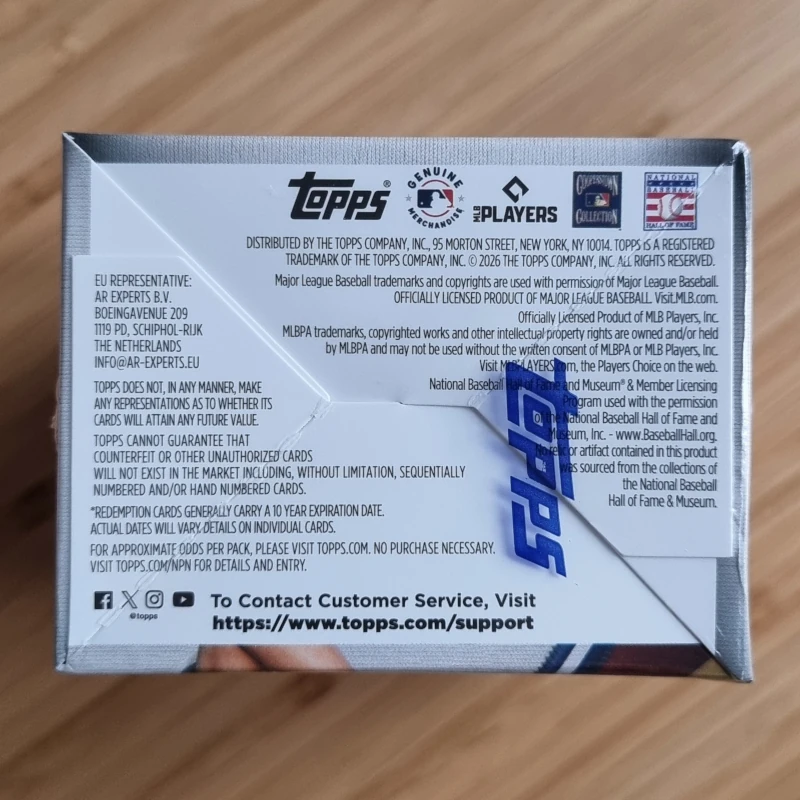 Topps®
GENUINE
MERCHANDISE
MLB PLAYERS
COOPERSTOWN
COLLECTION
NATIONAL
BASEBALL
HALL OF FAME
DISTRIBUTED BY THE TOPPS COMPANY, INC., 95 MORTON STREET, NEW YORK, NY 10014. TOPPS IS A REGISTERED
TRADEMARK OF THE TOPPS COMPANY, INC. © 2026 THE TOPPS COMPANY, INC. ALL RIGHTS RESERVED.
Major League Baseball trademarks and copyrights are used with permission of Major League Baseball.
OFFICIALLY LICENSED PRODUCT OF MAJOR LEAGUE BASEBALL. Visit MLB.com.
Officially Licensed Product of MLB Players, Inc.
MLBPA trademarks, copyrighted works and other intellectual property rights are owned and/or held
by MLBPA and may not be used without the written consent of MLBPA or MLB Players, Inc.
Visit MLBPLAYERS.com, the Players Choice on the web.
National Baseball Hall of Fame and Museum® & Member Licensing
Program used with the permission
of the National Baseball Hall of Fame and
Museum, Inc. - www.BaseballHall.org.
No relic or artifact contained in this product
was sourced from the collections of
the National Baseball
Hall of Fame & Museum.
TOPPS
EU REPRESENTATIVE:
AR EXPERTS B.V.
BOEINGAVENUE 209
1119 PD, SCHIPHOL-RIJK
THE NETHERLANDS
INFO@AR-EXPERTS.EU
TOPPS DOES NOT, IN ANY MANNER, MAKE
ANY REPRESENTATIONS AS TO WHETHER ITS
CARDS WILL ATTAIN ANY FUTURE VALUE.
TOPPS CANNOT GUARANTEE THAT
COUNTERFEIT OR OTHER UNAUTHORIZED CARDS
WILL NOT EXIST IN THE MARKET INCLUDING, WITHOUT LIMITATION, SEQUENTIALLY
NUMBERED AND/OR HAND NUMBERED CARDS.
*REDEMPTION CARDS GENERALLY CARRY A 10 YEAR EXPIRATION DATE.
ACTUAL DATES WILL VARY. DETAILS ON INDIVIDUAL CARDS.
FOR APPROXIMATE ODDS PER PACK, PLEASE VISIT TOPPS.COM. NO PURCHASE NECESSARY.
VISIT TOPPS.COM/NPN FOR DETAILS AND ENTRY.
@topps
To Contact Customer Service, Visit
https://www.topps.com/support